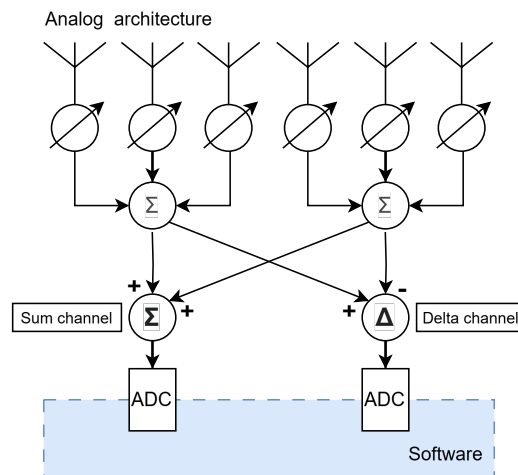 Analog architecture
Σ Σ
+ -
Sum channel Σ + + Δ Delta channel
ADC ADC
Software